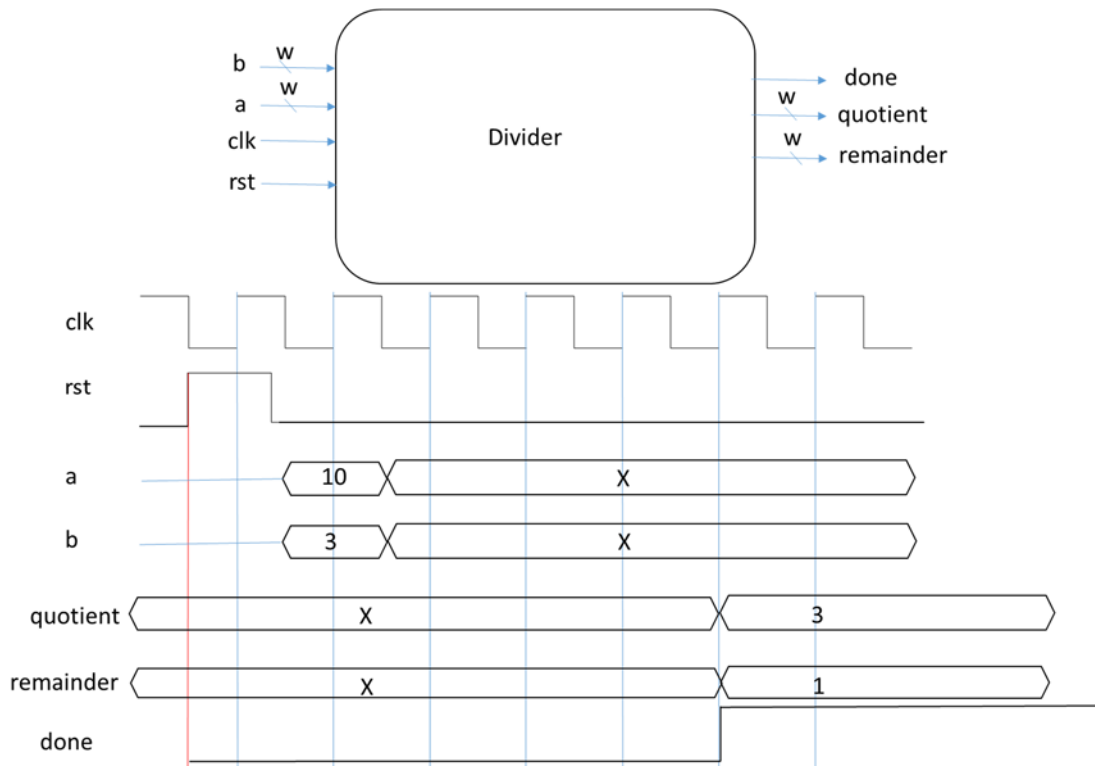 w
b
w
a
clk
rst
Divider
done
w
quotient
w
remainder
clk
rst
a 10 X
b 3 X
quotient X 3
remainder X 1
done